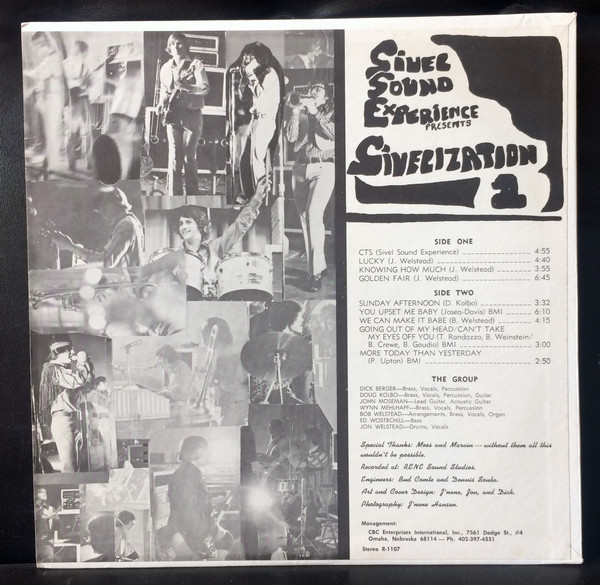 Sivel
Sound
Experience
Presents
Sivelization
1
SIDE ONE
CTS (Sivel Sound Experience) 4:55
LUCKY (J. Welstead) 4:40
KNOWING HOW MUCH (J. Welstead) 3:55
GOLDEN FAIR (J. Welstead) 6:45
SIDE TWO
SUNDAY AFTERNOON (D. Kolbo) 3:32
YOU UPSET ME BABY (Josea-Davis) BMI 6:10
WE CAN MAKE IT BABE (B. Welstead) 4:15
GOING OUT OF MY HEAD/CAN'T TAKE
MY EYES OFF YOU (T. Randazzo, B. Weinstein/
B. Crewe, B. Gaudio) BMI 3:00
MORE TODAY THAN YESTERDAY
(P. Upton) BMI 2:50
THE GROUP
DICK BERGER—Brass, Vocals, Percussion
DOUG KOLBO—Brass, Vocals, Percussion, Guitar
JOHN MOSEMAN—Lead Guitar, Acoustic Guitar
WYNN MEHLHAFF—Brass, Vocals, Percussion
BOB WELSTEAD—Arrangements, Brass, Vocals, Organ
ED WOSTRCHILL—Bass
JON WELSTEAD—Drums, Vocals
Special Thanks: Moos and Marvin — without them all this
wouldn't be possible.
Recorded at: RENE Sound Studios.
Engineers: Bud Comte and Dennis Souba.
Art and Cover Design: J'nene, Jon, and Dick.
Photography: J'nene Hansen.
Management:
CBC Enterprises International, Inc., 7561 Dodge St., #4
Omaha, Nebraska 68114 — Ph. 402-397-4551
Stereo R-1107